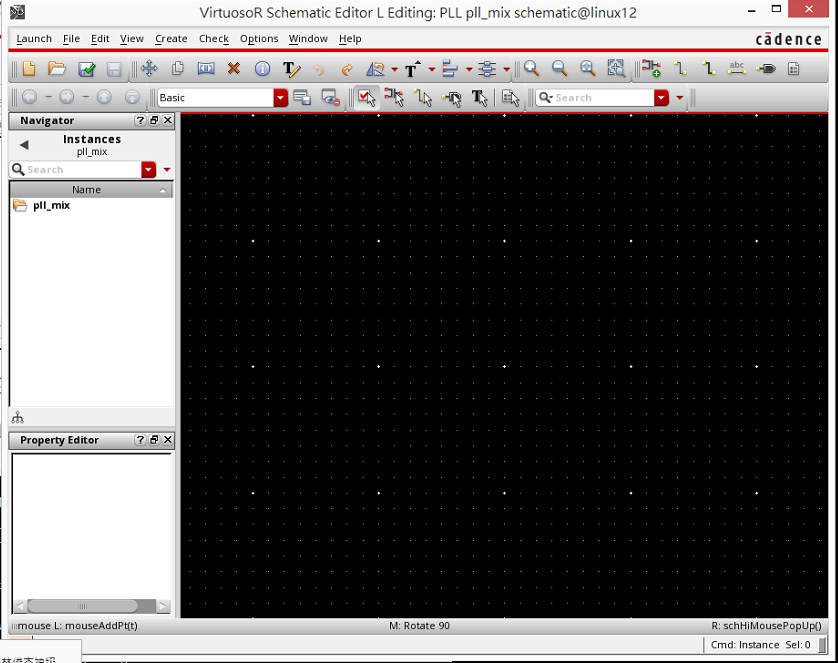 VirtuosoR Schematic Editor L Editing: PLL pll_mix schematic@linux12
Launch File Edit View Create Check Options Window Help
cādence
abc
Basic
Search
Navigator
Instances
pll_mix
Search
Name
pll_mix
Property Editor
mouse L: mouseAddPt(t) M: Rotate 90 R: schHiMousePopUp()
Cmd: Instance Sel: 0